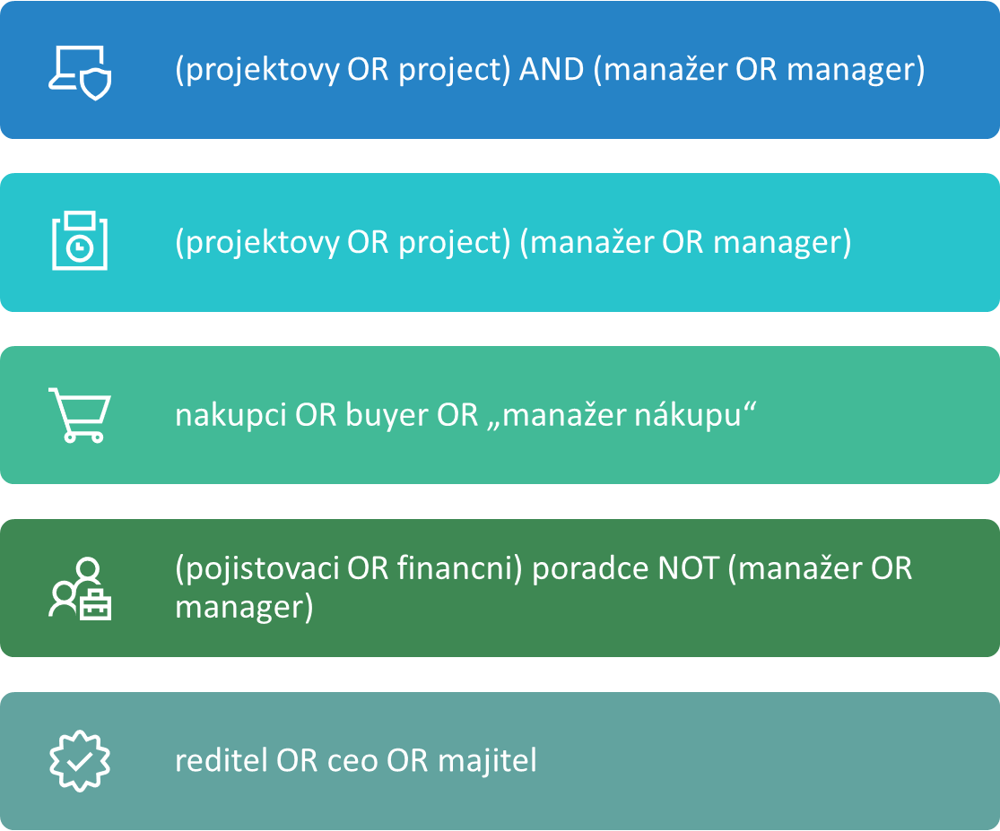 (projektovy OR project) AND (manažer OR manager)
(projektovy OR project) (manažer OR manager)
nakupci OR buyer OR „manažer nákupu“
(pojistovaci OR financni) poradce NOT (manažer OR
manager)
reditel OR ceo OR majitel